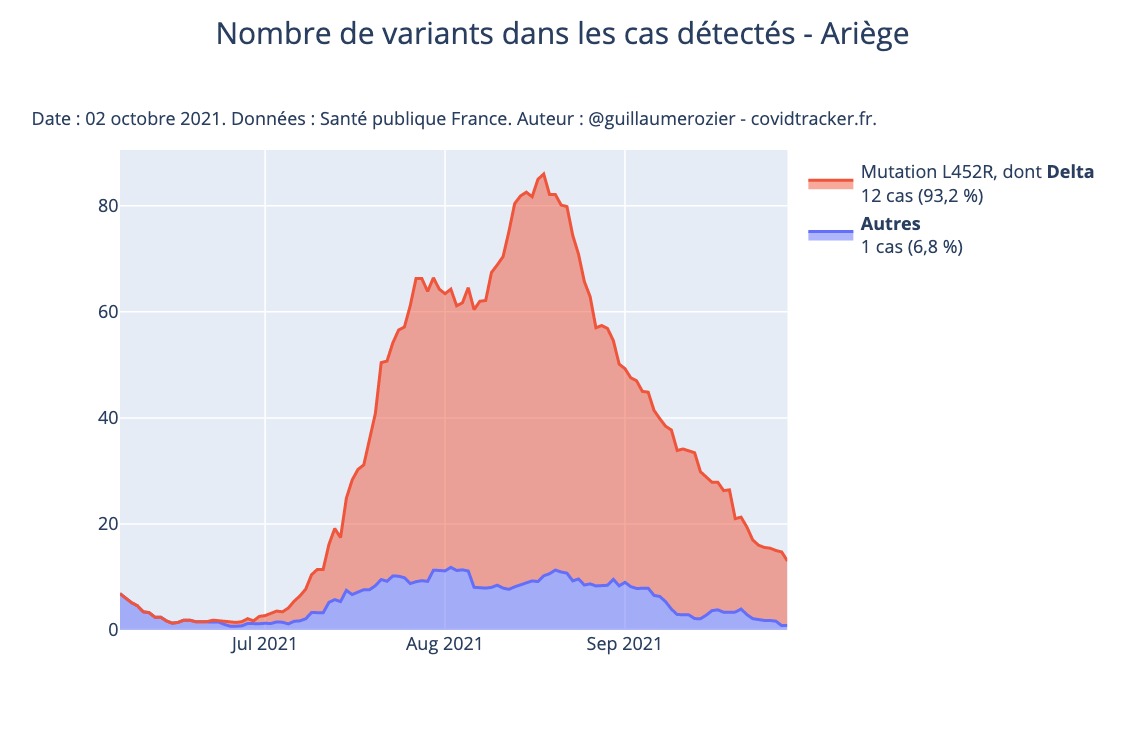 Nombre de variants dans les cas détectés - Ariège
Date : 02 octobre 2021. Données : Santé publique France. Auteur : @guillaumerozier - covidtracker.fr.
Mutation L452R, dont Delta
12 cas (93,2 %)
Autres
1 cas (6,8 %)
80
60
40
20
0
Jul 2021
Aug 2021
Sep 2021